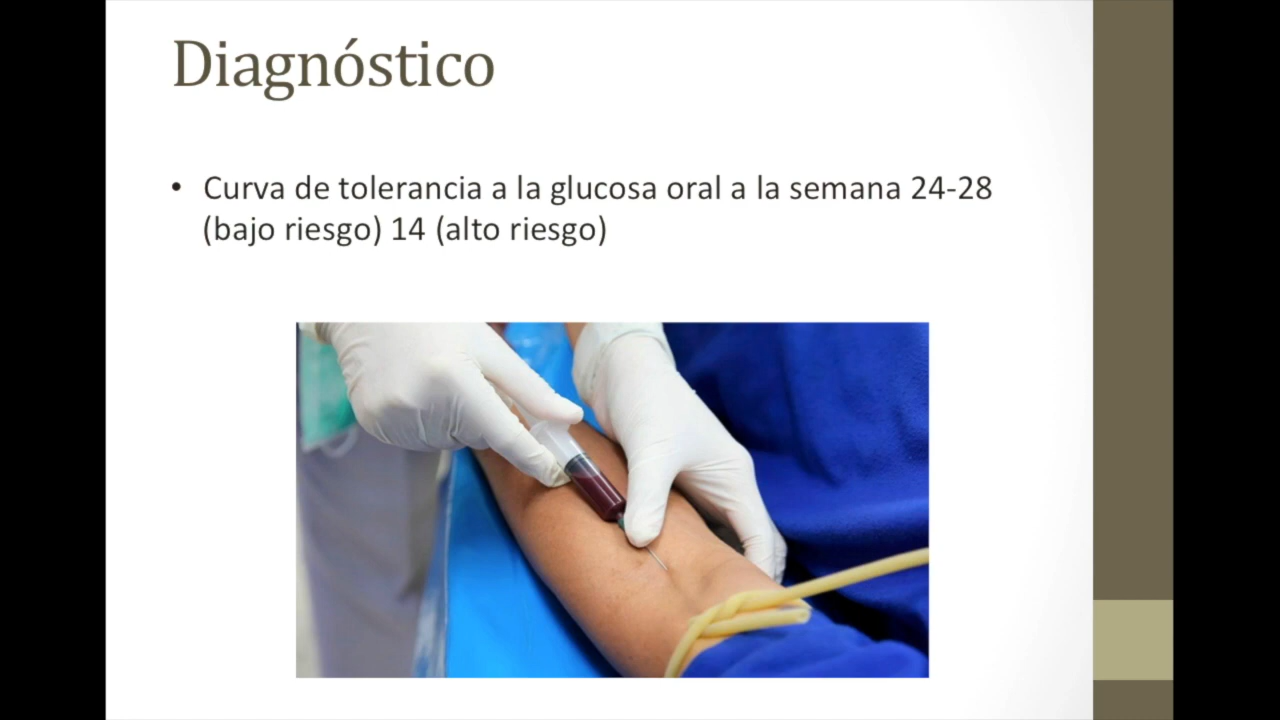 Diagnóstico
• Curva de tolerancia a la glucosa oral a la semana 24-28
(bajo riesgo) 14 (alto riesgo)